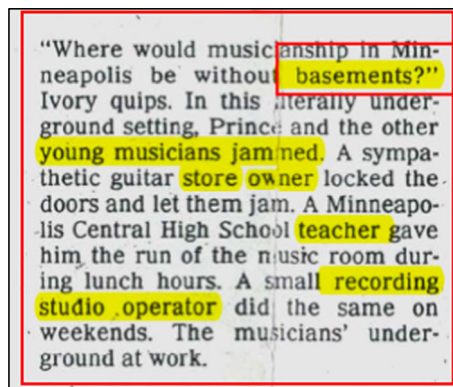 “Where would musicianship in Min-
neapolis be without basements?”
Ivory quips. In this literally under-
ground setting, Prince and the other
young musicians jammed. A sympa-
thetic guitar store owner locked the
doors and let them jam. A Minneapo-
lis Central High School teacher gave
him the run of the music room dur-
ing lunch hours. A small recording
studio operator did the same on
weekends. The musicians’ under-
ground at work.